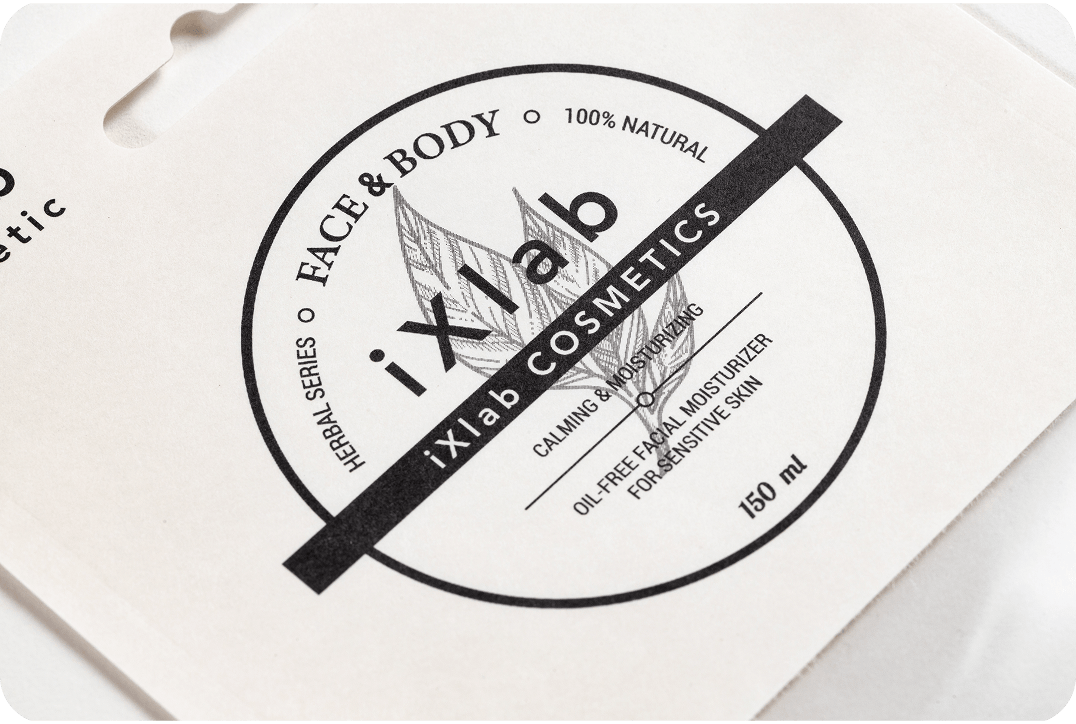 etic
FACE & BODY
100% NATURAL
HERBAL SERIES
iXlab
iXlab COSMETICS
CALMING & MOISTURIZING
OIL-FREE FACIAL MOISTURIZER
FOR SENSITIVE SKIN
150 ml